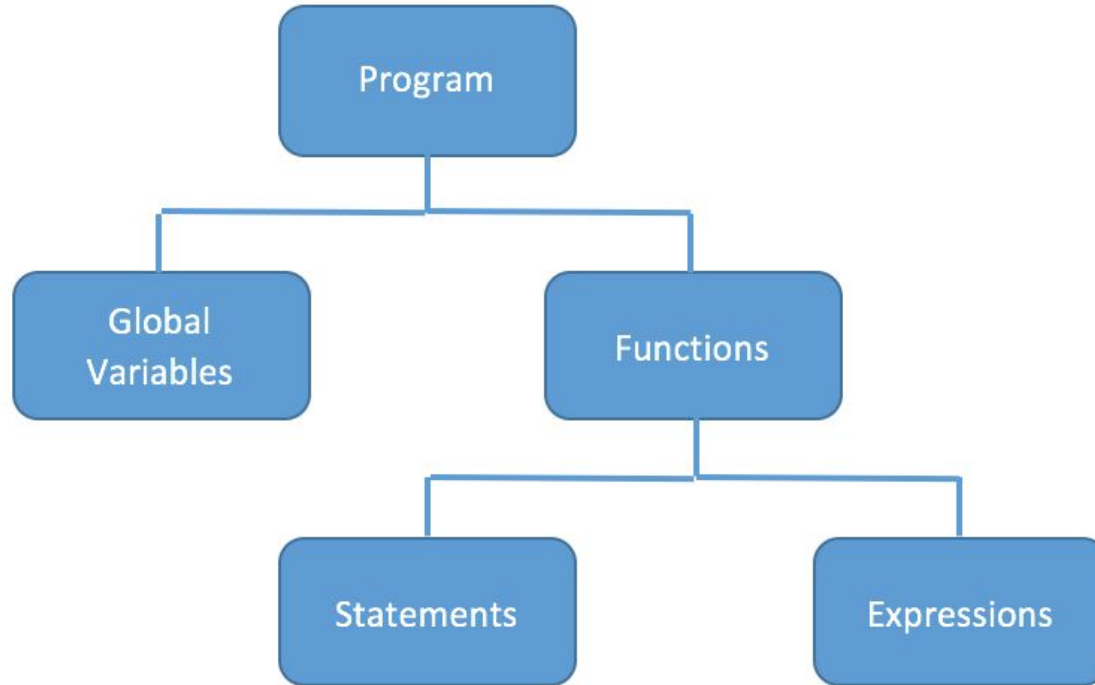 Program
Global
Variables
Functions
Statements
Expressions